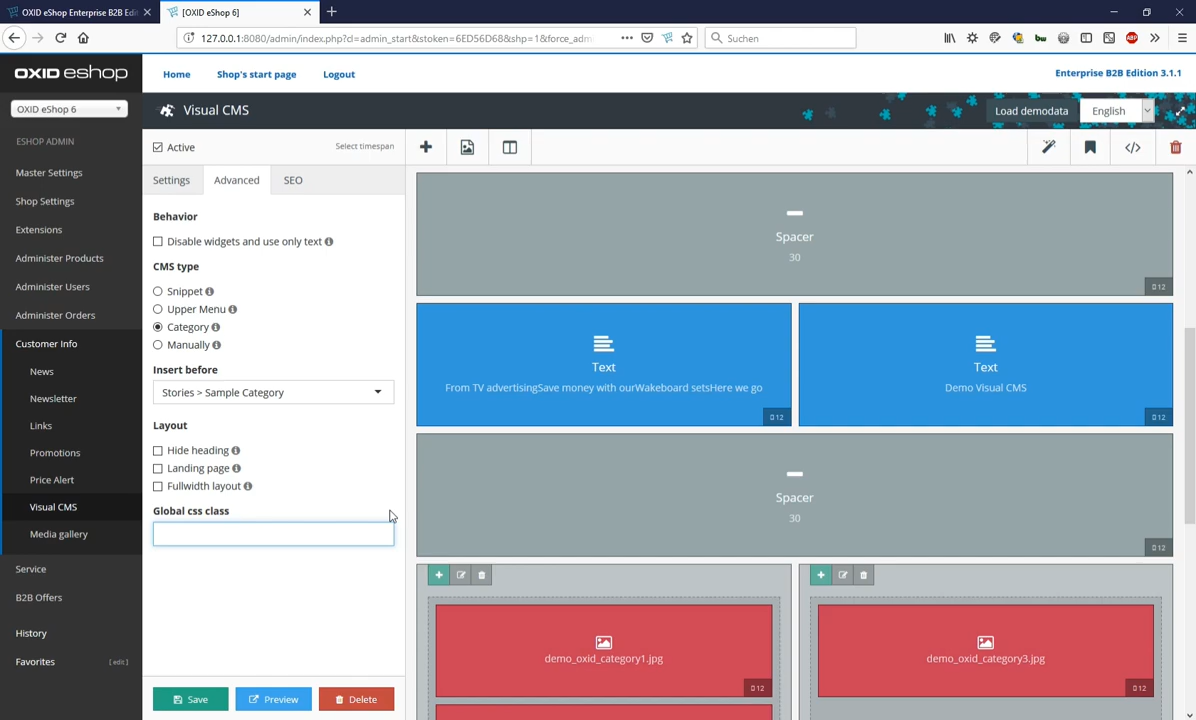 OXID eShop Enterprise B2B Edi
[OXID eShop 6]
127.0.0.1:8080/admin/index.php?cl=admin_start&stoken=6ED56D68&shp=1&force_adm
Suchen
OXID eshop
Home
Shop's start page
Logout
Enterprise B2B Edition 3.1.1
OXID eShop 6
Visual CMS
Load demodata
English
ESHOP ADMIN
Master Settings
Shop Settings
Extensions
Administer Products
Administer Users
Administer Orders
Customer Info
News
Newsletter
Links
Promotions
Price Alert
Visual CMS
Media gallery
Service
B2B Offers
History
Favorites
[ edit ]
Active
Select timespan
Settings
Advanced
SEO
Behavior
Disable widgets and use only text
CMS type
Snippet
Upper Menu
Category
Manually
Insert before
Stories > Sample Category
Layout
Hide heading
Landing page
Fullwidth layout
Global css class
Save
Preview
Delete
Spacer
30
12
Text
From TV advertisingSave money with ourWakeboard setsHere we go
12
Text
Demo Visual CMS
12
Spacer
30
12
demo_oxid_category1.jpg
12
demo_oxid_category3.jpg
12